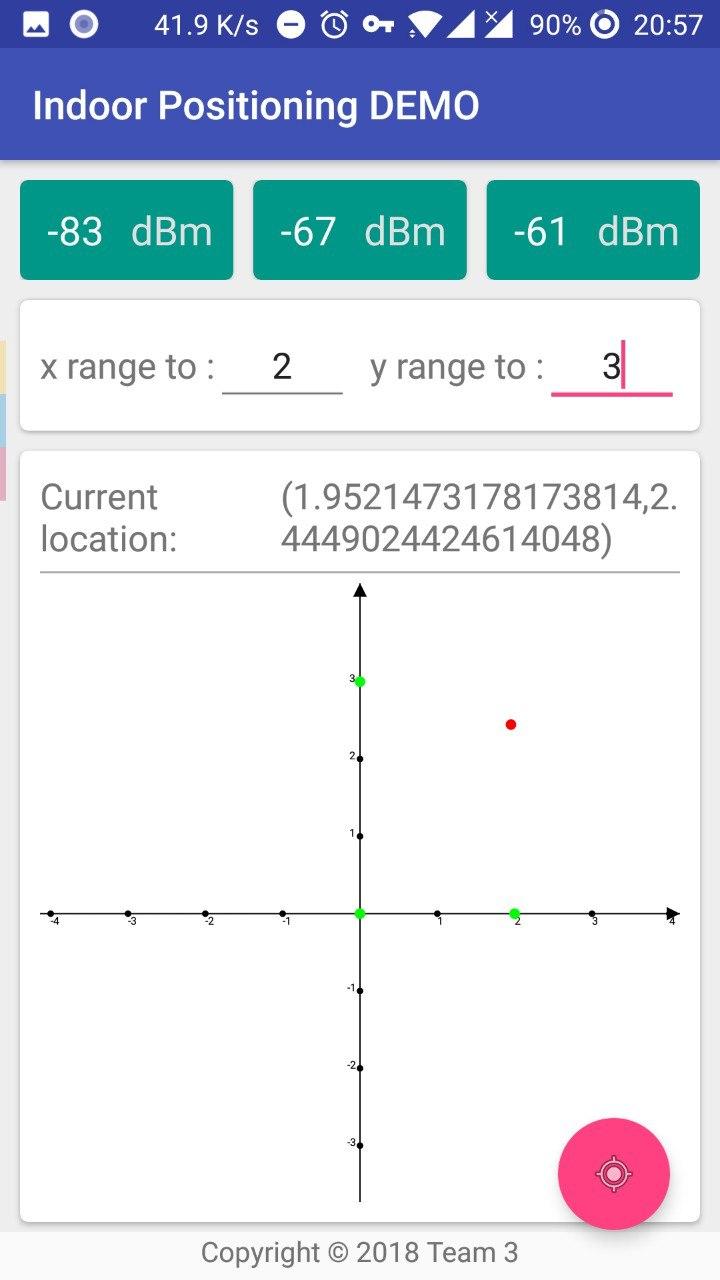 41.9 K/s 90% 20:57
Indoor Positioning DEMO
-83 dBm -67 dBm -61 dBm
x range to : 2 y range to : 3
Current (1.9521473178173814,2.
location: 4449024424614048)
3
2
1
-4 -3 -2 -1 1 2 3 4
-1
-2
-3
Copyright © 2018 Team 3